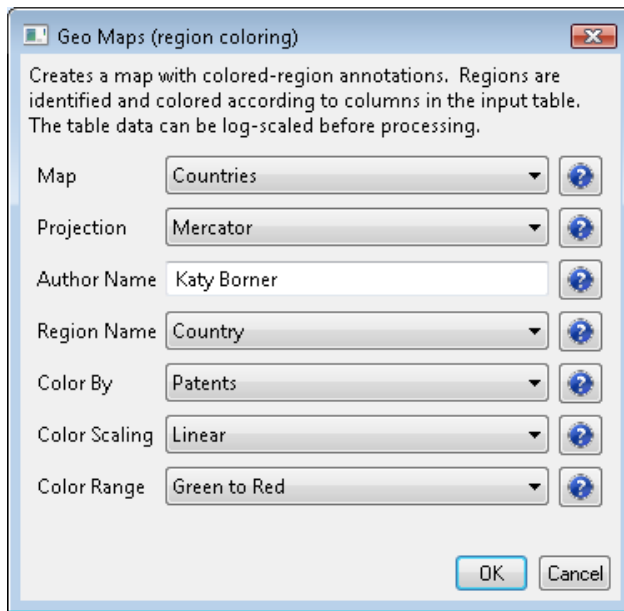 Geo Maps (region coloring)
Creates a map with colored-region annotations. Regions are
identified and colored according to columns in the input table.
The table data can be log-scaled before processing.
Map Countries
Projection Mercator
Author Name Katy Borner
Region Name Country
Color By Patents
Color Scaling Linear
Color Range Green to Red
OK Cancel